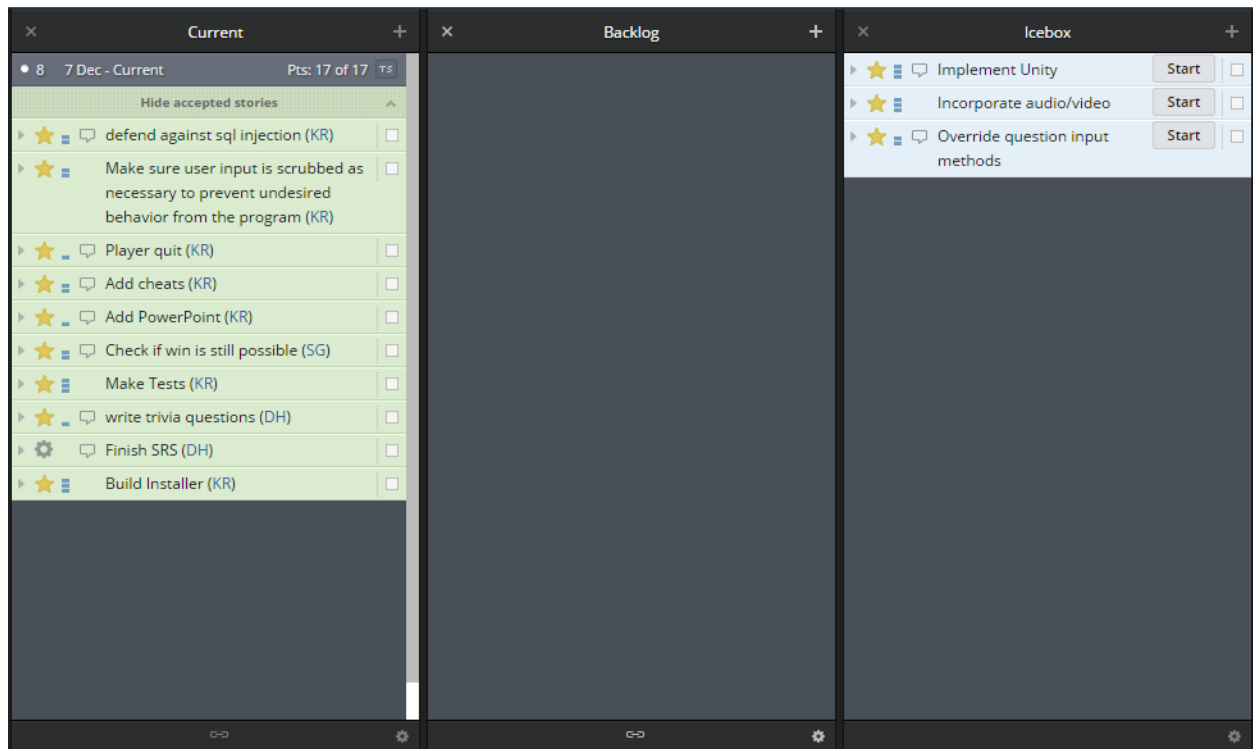 Current
8 7 Dec - Current Pts: 17 of 17 TS
Hide accepted stories
defend against sql injection (KR)
Make sure user input is scrubbed as
necessary to prevent undesired
behavior from the program (KR)
Player quit (KR)
Add cheats (KR)
Add PowerPoint (KR)
Check if win is still possible (SG)
Make Tests (KR)
write trivia questions (DH)
Finish SRS (DH)
Build Installer (KR)
Backlog
Icebox
Implement Unity Start
Incorporate audio/video Start
Override question input Start
methods